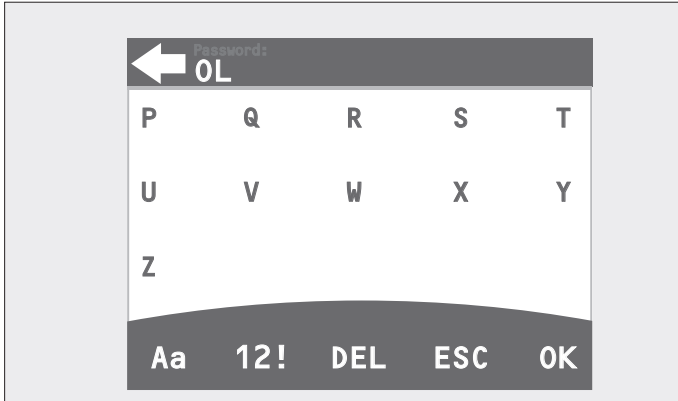 Password:
OL
P Q R S T
U V W X Y
Z
Aa 12! DEL ESC OK